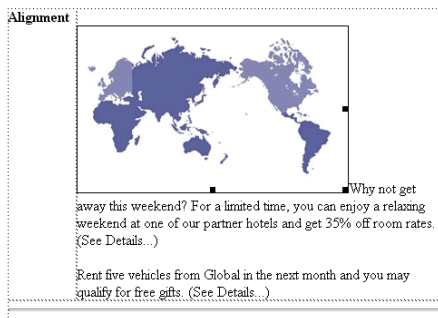 Alignment
Why not get
away this weekend? For a limited time, you can enjoy a relaxing
weekend at one of our partner hotels and get 35% off room rates.
(See Details...)
Rent five vehicles from Global in the next month and you may
qualify for free gifts. (See Details...)